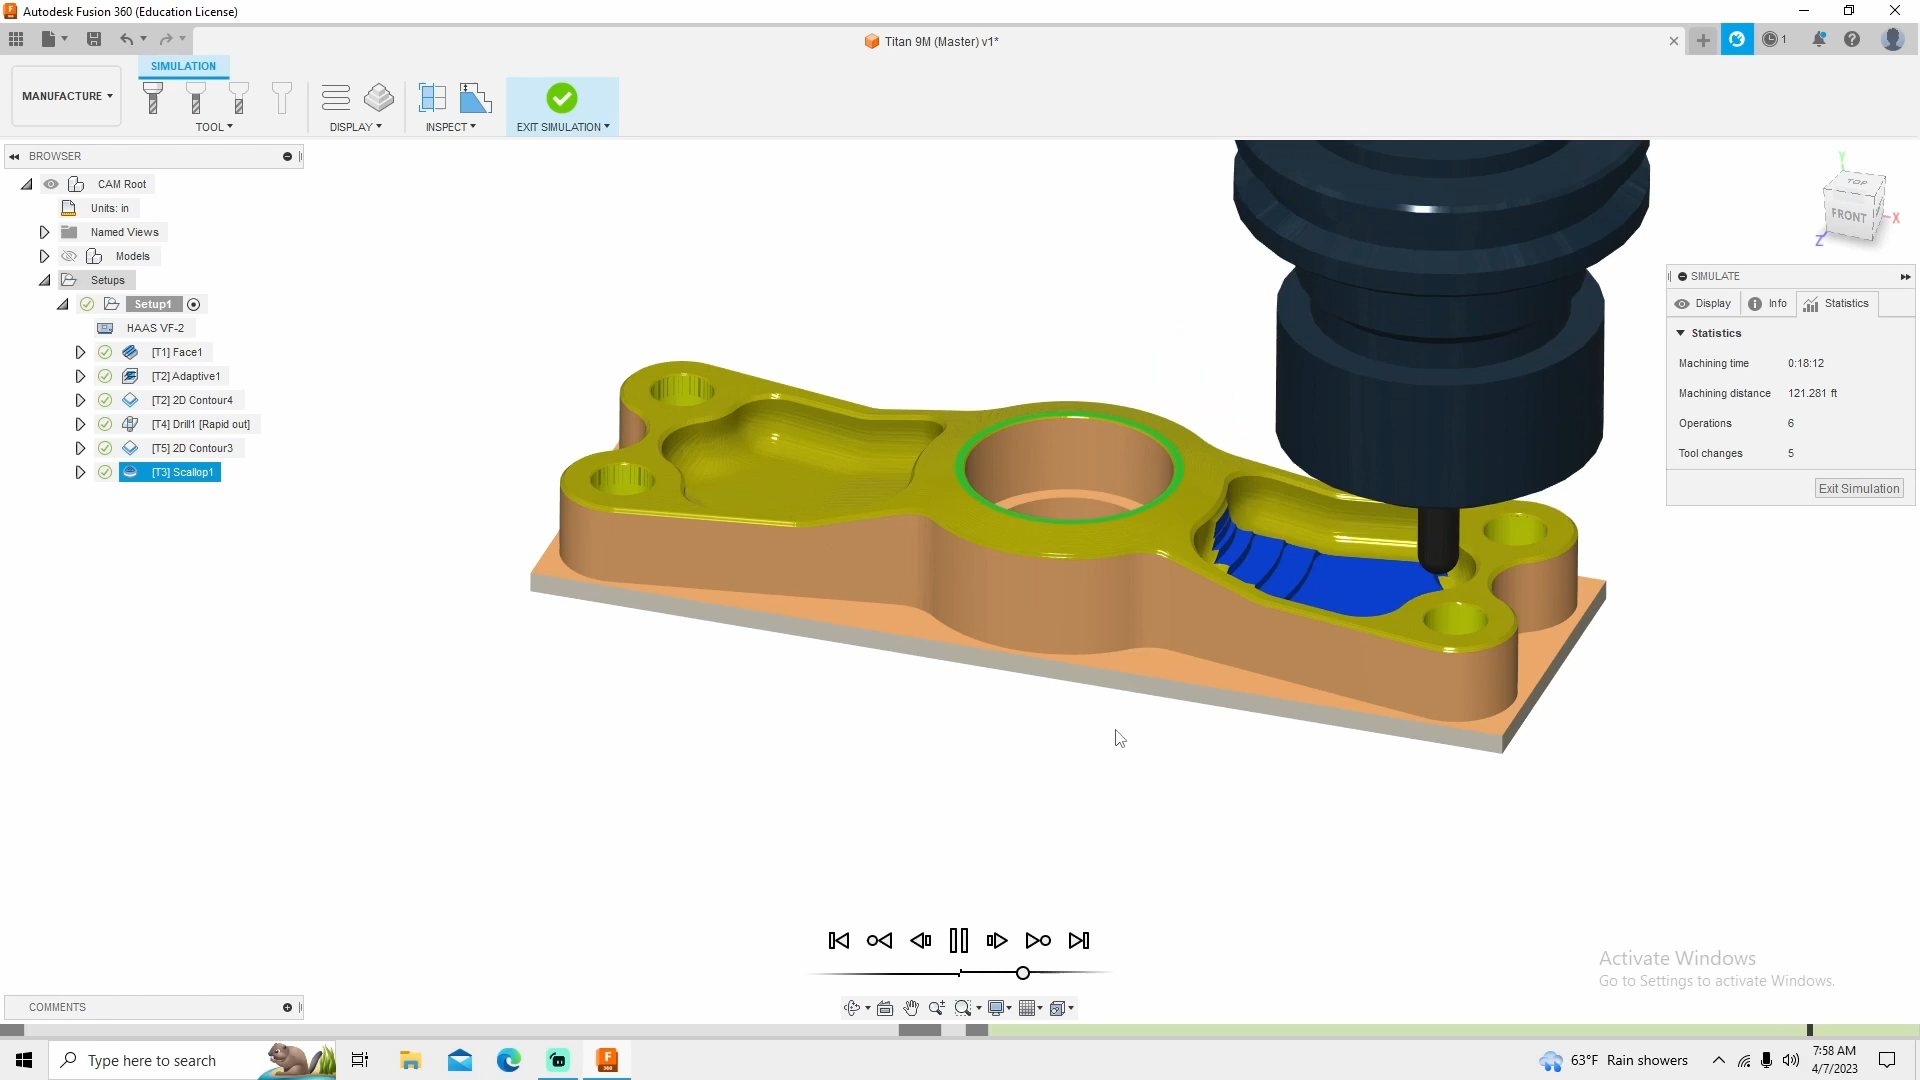 Autodesk Fusion 360 (Education License)
Titan 9M (Master) v1*
1
SIMULATION
MANUFACTURE
TOOL
DISPLAY
INSPECT
EXIT SIMULATION
BROWSER
CAM Root
Units: in
Named Views
Models
Setups
Setup1
HAAS VF-2
[T1] Face1
[T2] Adaptive1
[T2] 2D Contour4
[T4] Drill1 [Rapid out]
[T5] 2D Contour3
[T3] Scallop1
Y
TOP
FRONT
X
Z
SIMULATE
Display
Info
Statistics
Statistics
Machining time 0:18:12
Machining distance 121.281 ft
Operations 6
Tool changes 5
Exit Simulation
Activate Windows
Go to Settings to activate Windows.
COMMENTS
Type here to search
F
360
63°F Rain showers
7:58 AM
4/7/2023